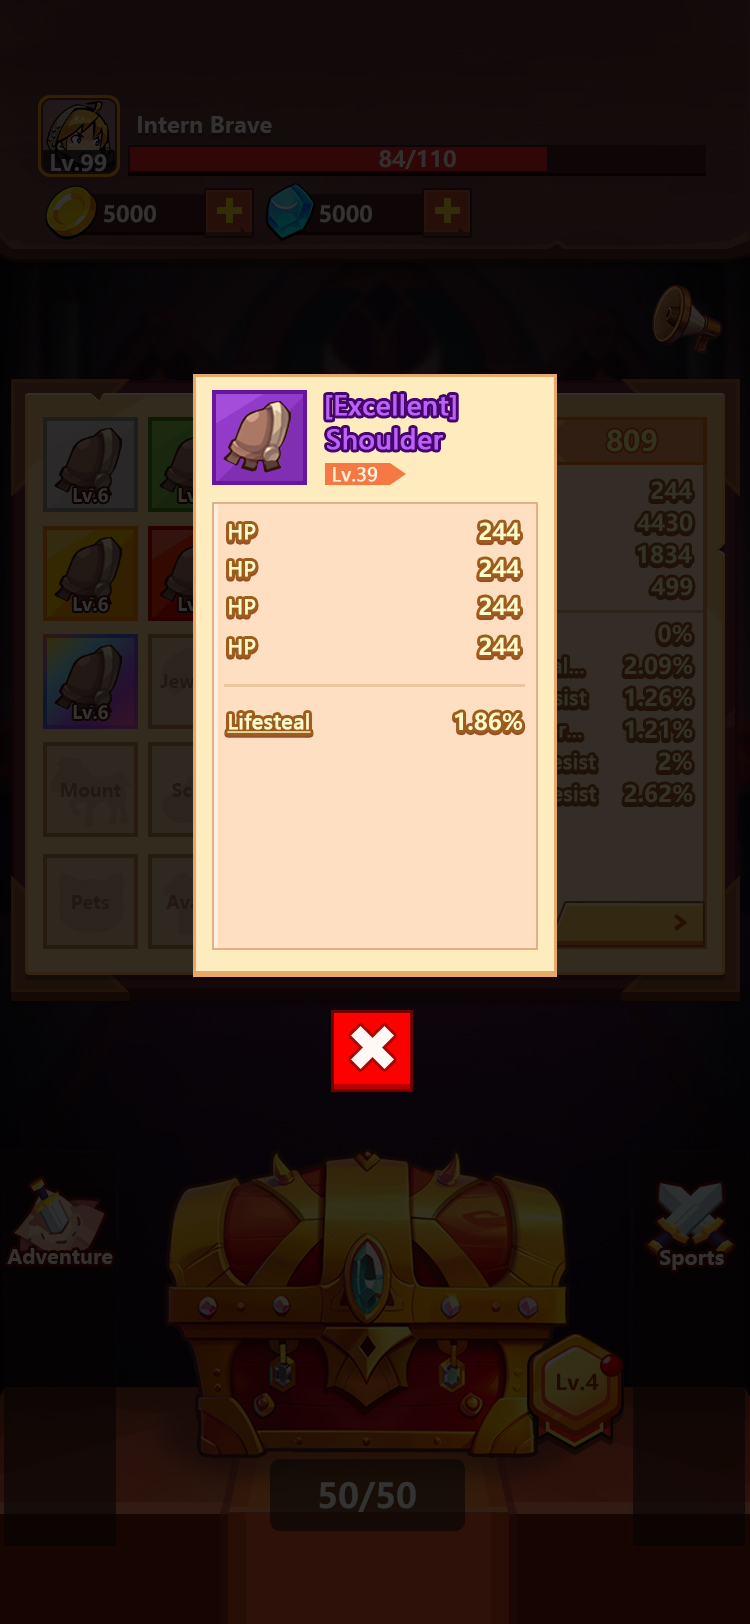 Intern Brave
Lv.99
84/110
5000
5000
[Excellent]
Shoulder
Lv.39
HP 244
HP 244
HP 244
HP 244
Lifesteal 1.86%
809
244
4430
1834
499
0%
2.09%
1.26%
1.21%
2%
2.62%
Lv.6
Lv.6
Lv.6
Mount
Pets
Adventure
Sports
Lv.4
50/50